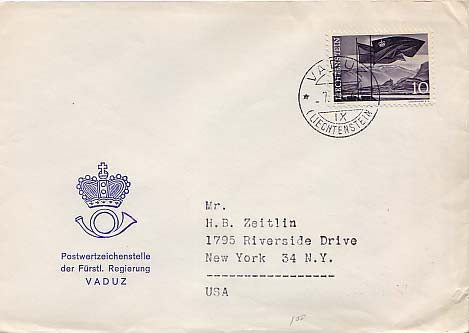 LIECHTENSTEIN
10
VADUZ
IX
(LIECHTENSTEIN)
Postwertzeichenstelle
der Fürstl. Regierung
VADUZ
Mr.
H.B. Zeitlin
1795 Riverside Drive
New York 34 N.Y.
-----------------
USA